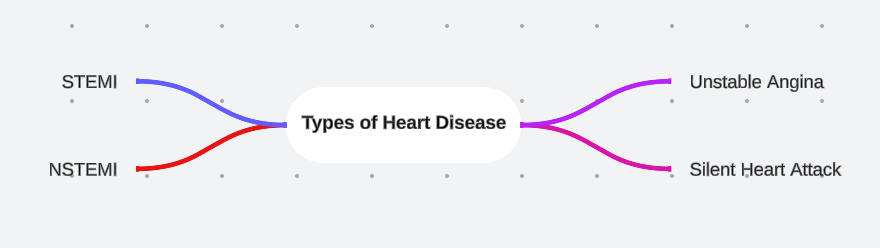 STEMI
NSTEMI
Types of Heart Disease
Unstable Angina
Silent Heart Attack